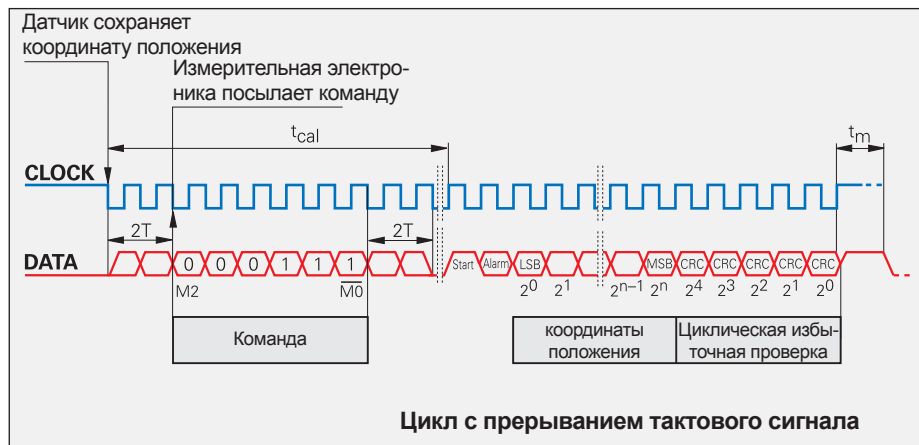 Датчик сохраняет
координату положения
Измерительная электро-
ника посылает команду
tcal
tm
CLOCK
2T
2T
DATA
0 0 0 1 1 1
Start Alarm LSB MSB CRC CRC CRC CRC CRC
M2 M0 2^0 2^1 2^n-1 2^n 2^4 2^3 2^2 2^1 2^0
Команда
координаты
положения
Циклическая избы-
точная проверка
Цикл с прерыванием тактового сигнала